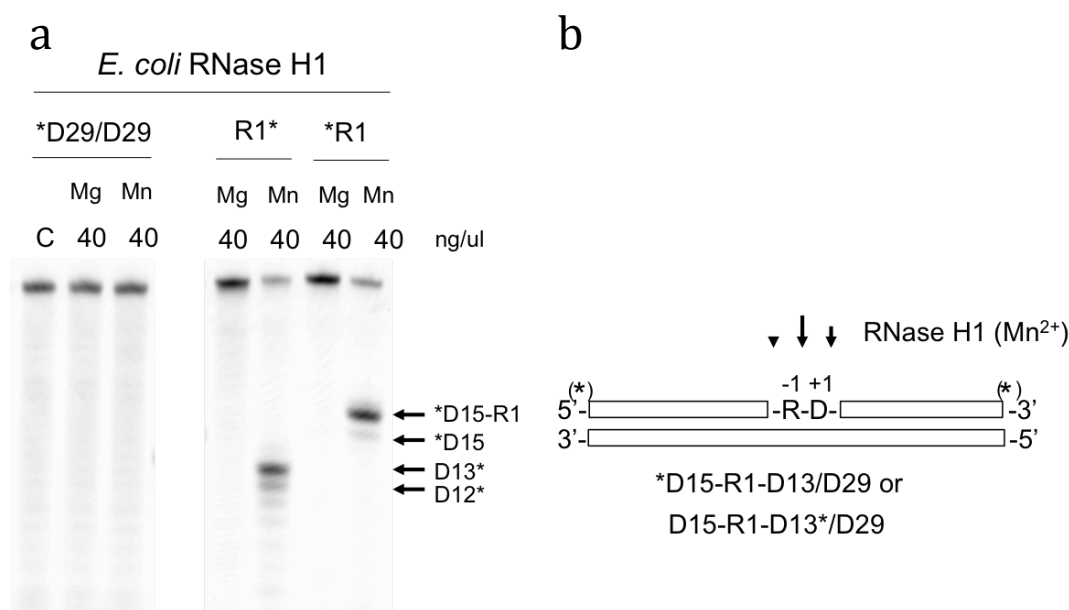 a
E. coli RNase H1
*D29/D29
R1*
*R1
Mg Mn
Mg Mn Mg Mn
C 40 40
40 40 40 40 ng/ul
*D15-R1
*D15
D13*
D12*
b
RNase H1 (Mn²⁺)
(*) -1 +1 (*)
5’- -R-D- -3’
3’- -5’
*D15-R1-D13/D29 or
D15-R1-D13*/D29